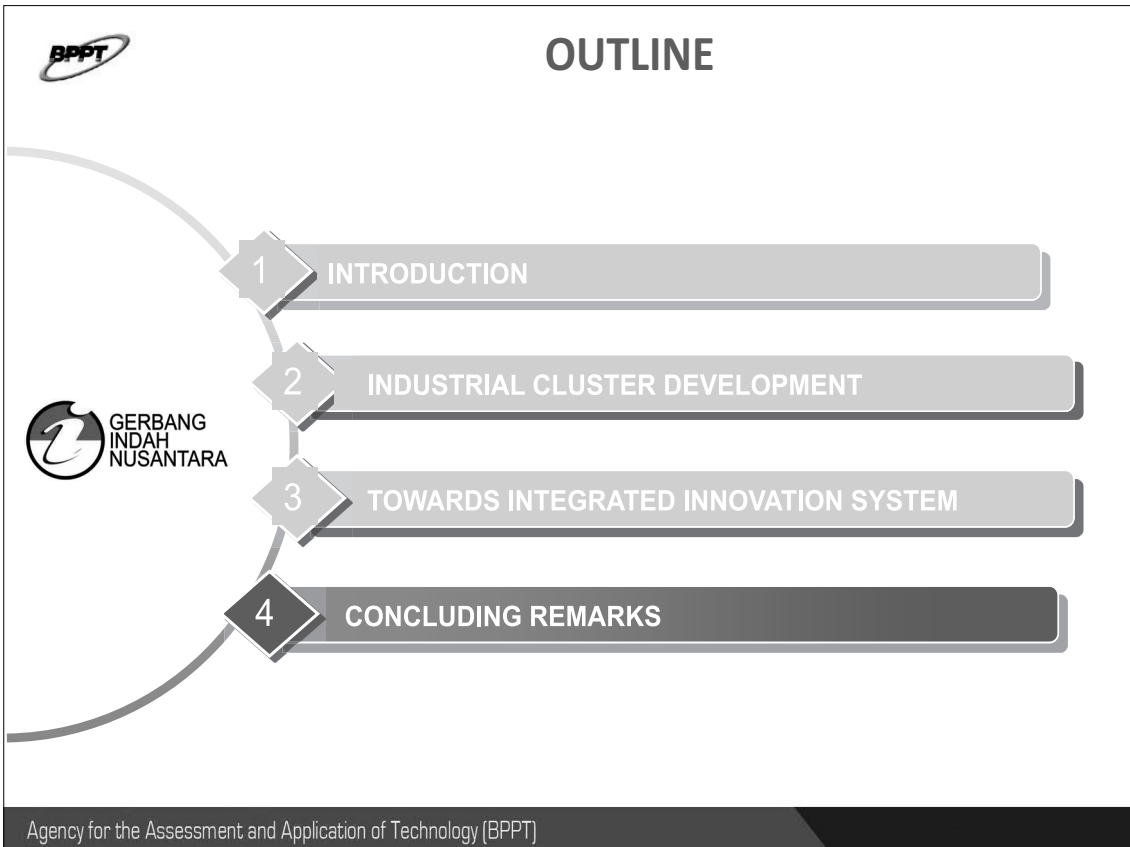 BPPT
OUTLINE
1 INTRODUCTION
2 INDUSTRIAL CLUSTER DEVELOPMENT
GERBANG
INDAH
NUSANTARA
3 TOWARDS INTEGRATED INNOVATION SYSTEM
4 CONCLUDING REMARKS
Agency for the Assessment and Application of Technology (BPPT)